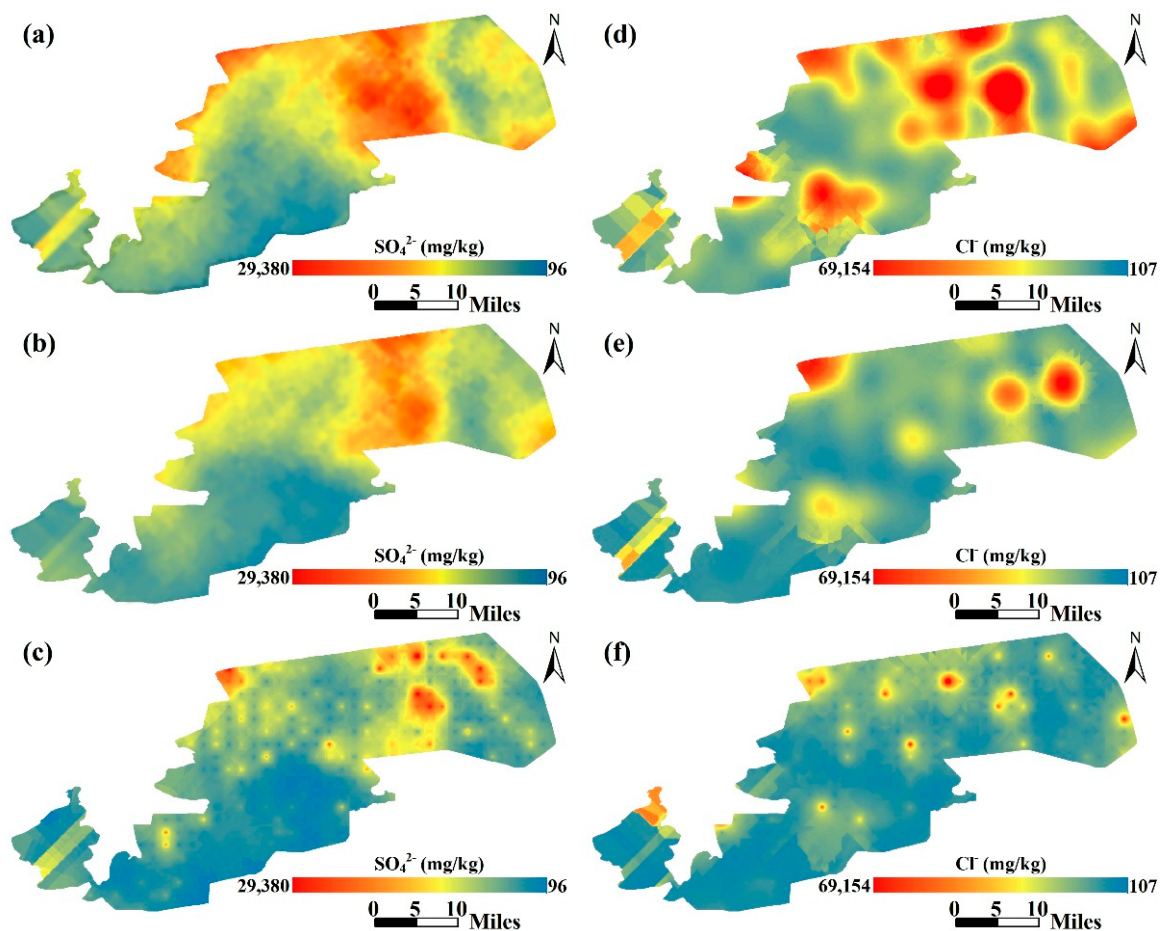 (a)
N
SO₄²⁻ (mg/kg)
29,380 96
0 5 10
Miles
(d)
N
Cl⁻ (mg/kg)
69,154 107
0 5 10
Miles
(b)
N
SO₄²⁻ (mg/kg)
29,380 96
0 5 10
Miles
(e)
N
Cl⁻ (mg/kg)
69,154 107
0 5 10
Miles
(c)
N
SO₄²⁻ (mg/kg)
29,380 96
0 5 10
Miles
(f)
N
Cl⁻ (mg/kg)
69,154 107
0 5 10
Miles